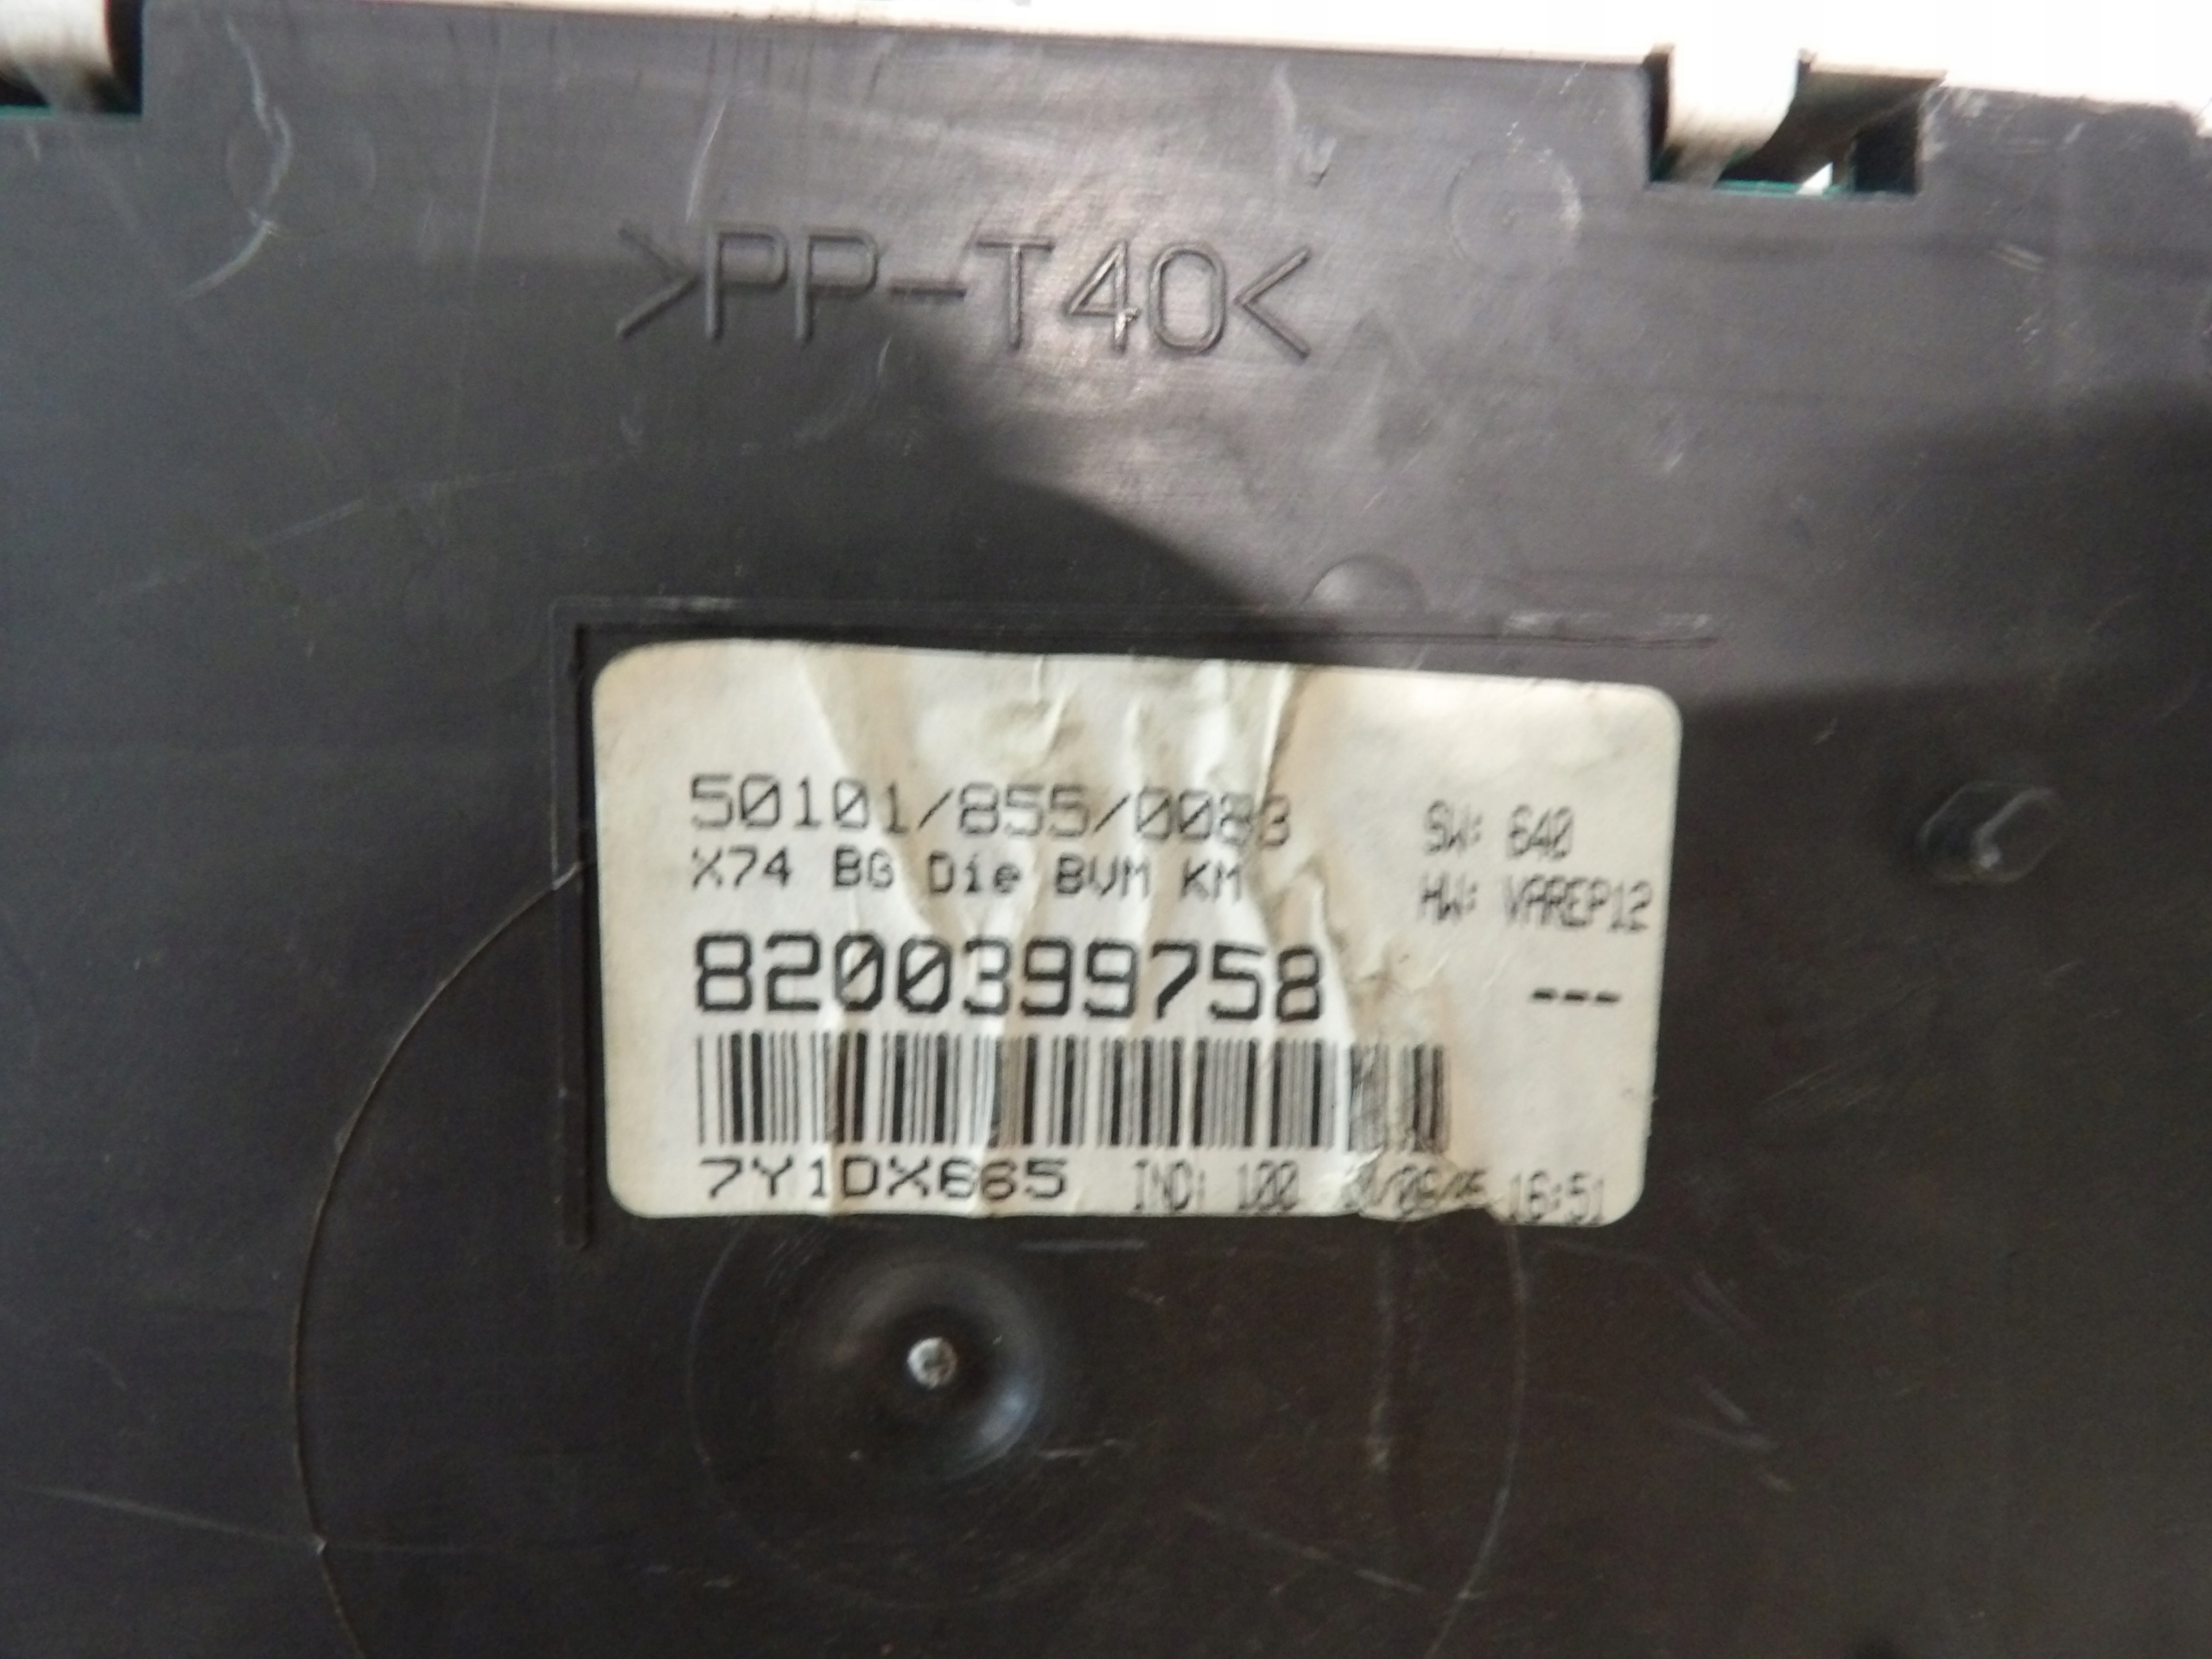 >PP-T40<
50101/855/0083
X74 BG Die BVM KM
SW: 640
HW: VAREP12
8200399758
---
7Y1DX665 IND: 100 16:51